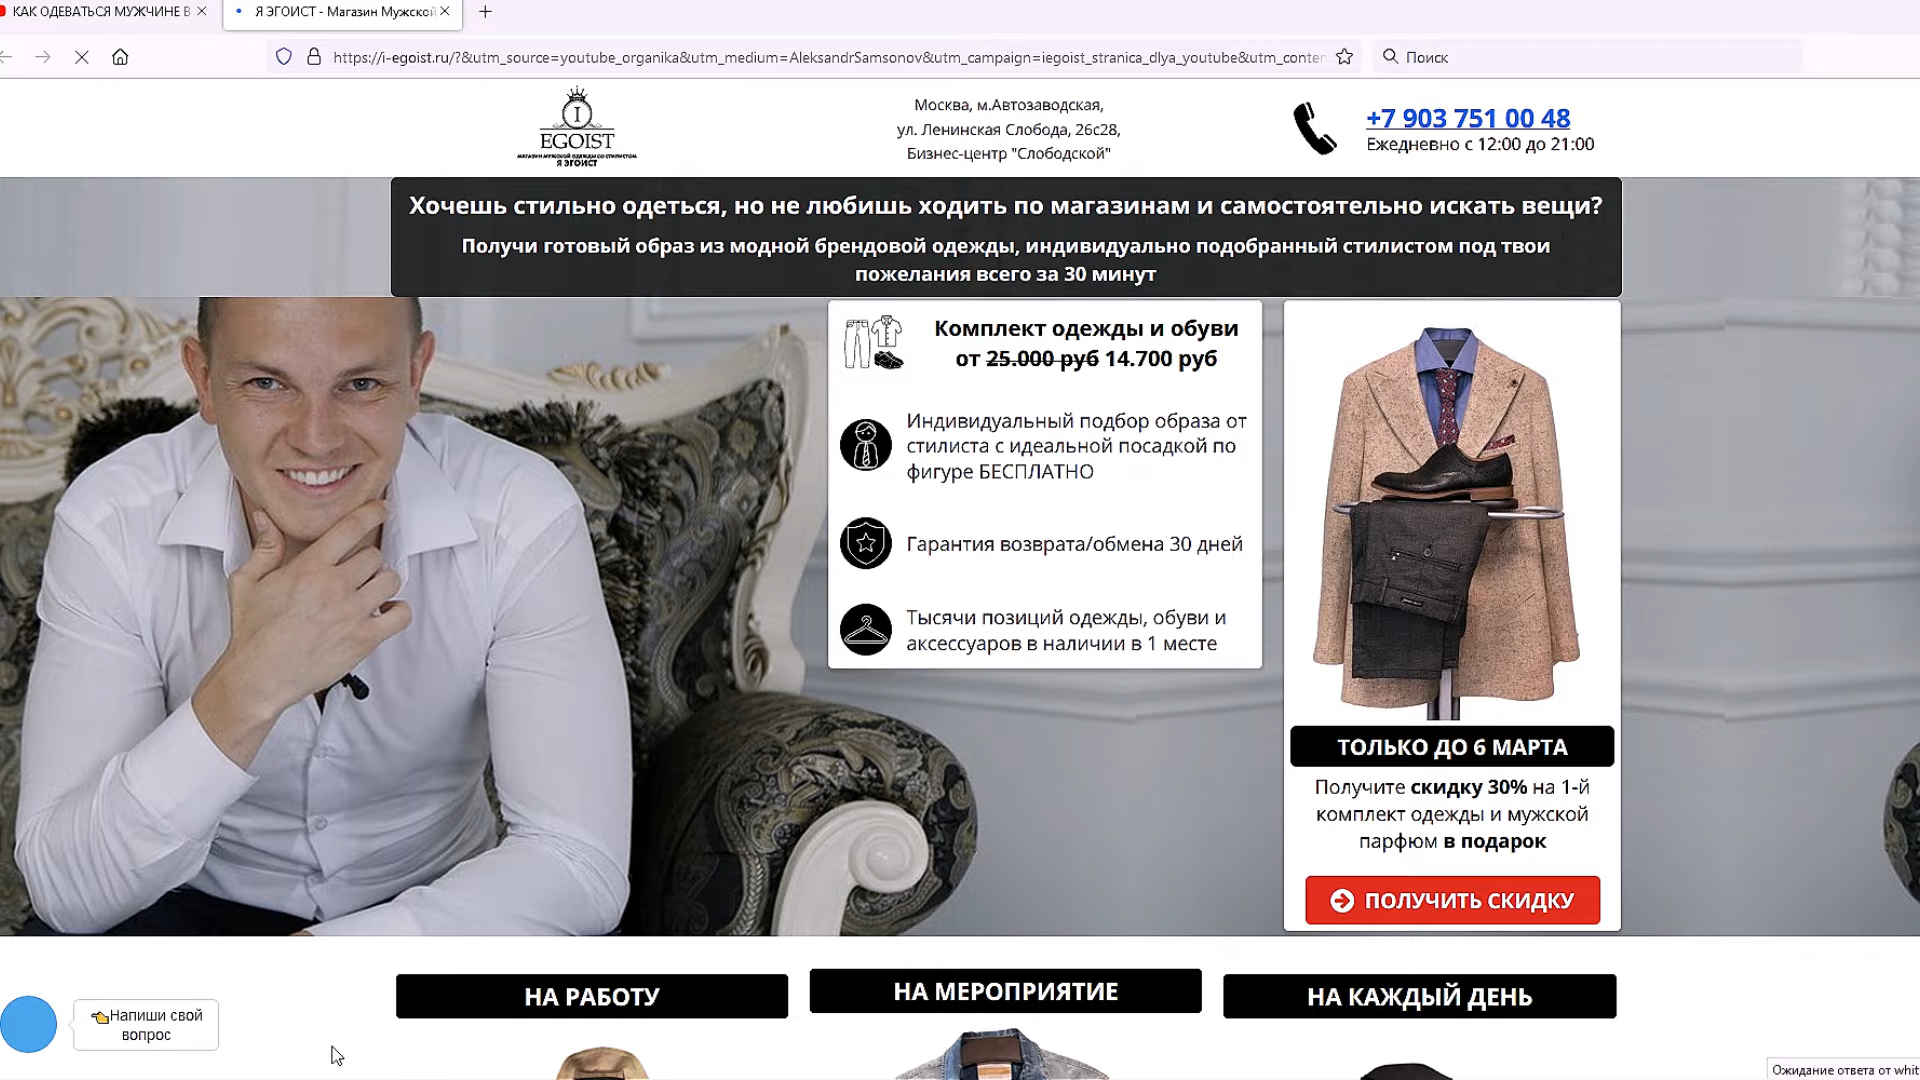 КАК ОДЕВАТЬСЯ МУЖЧИНЕ В
Я ЭГОИСТ - Магазин Мужской
https://i-egoist.ru/?&utm_source=youtube_organika&utm_medium=AleksandrSamsonov&utm_campaign=iegoist_stranica_dlya_youtube&utm_conten
Поиск
I
EGOIST
МАГАЗИН МУЖСКОЙ ОДЕЖДЫ СО СТИЛИСТОМ
Я ЭГОИСТ
Москва, м.Автозаводская,
ул. Ленинская Слобода, 26с28,
Бизнес-центр "Слободской"
+7 903 751 00 48
Ежедневно с 12:00 до 21:00
Хочешь стильно одеться, но не любишь ходить по магазинам и самостоятельно искать вещи?
Получи готовый образ из модной брендовой одежды, индивидуально подобранный стилистом под твои
пожелания всего за 30 минут
Комплект одежды и обуви
от 25.000 руб 14.700 руб
Индивидуальный подбор образа от
стилиста с идеальной посадкой по
фигуре БЕСПЛАТНО
Гарантия возврата/обмена 30 дней
Тысячи позиций одежды, обуви и
аксессуаров в наличии в 1 месте
ТОЛЬКО ДО 6 МАРТА
Получите скидку 30% на 1-й
комплект одежды и мужской
парфюм в подарок
ПОЛУЧИТЬ СКИДКУ
НА РАБОТУ
НА МЕРОПРИЯТИЕ
НА КАЖДЫЙ ДЕНЬ
Напиши свой
вопрос
Ожидание ответа от whit